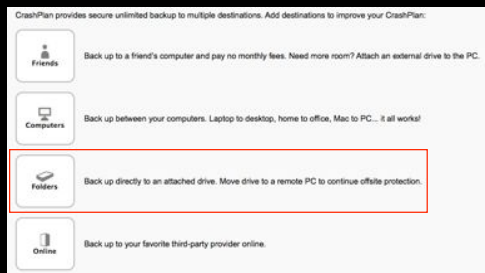 CrashPlan provides secure unlimited backup to multiple destinations. Add destinations to improve your CrashPlan:
Friends
Back up to a friend's computer and pay no monthly fees. Need more room? Attach an external drive to the PC.
Computers
Back up between your computers. Laptop to desktop, home to office, Mac to PC... it all works!
Folders
Back up directly to an attached drive. Move drive to a remote PC to continue offsite protection.
Online
Back up to your favorite third-party provider online.